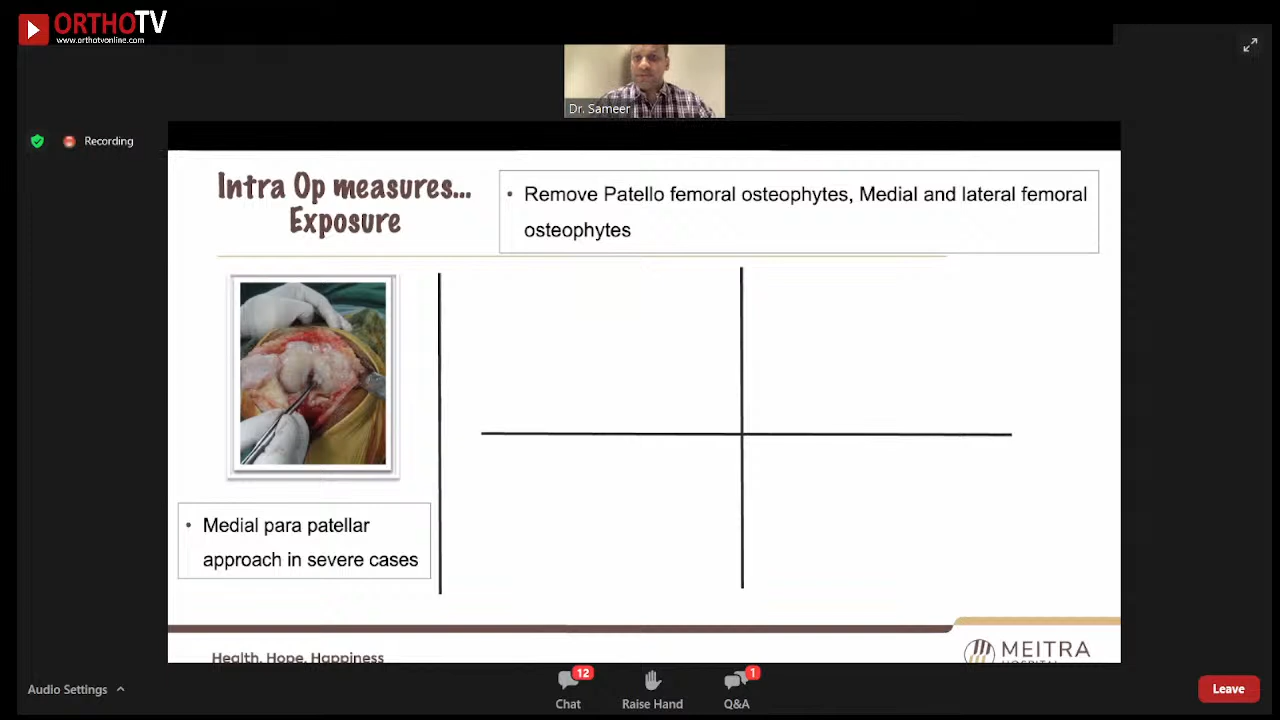 ORTHOTV
www.orthotvonline.com
Dr. Sameer
Recording
Intra Op measures...
Exposure
• Remove Patello femoral osteophytes, Medial and lateral femoral
osteophytes
• Medial para patellar
approach in severe cases
Health. Hope. Happiness
MEITRA
HOSPITAL
Audio Settings
12
Chat
Raise Hand
1
Q&A
Leave